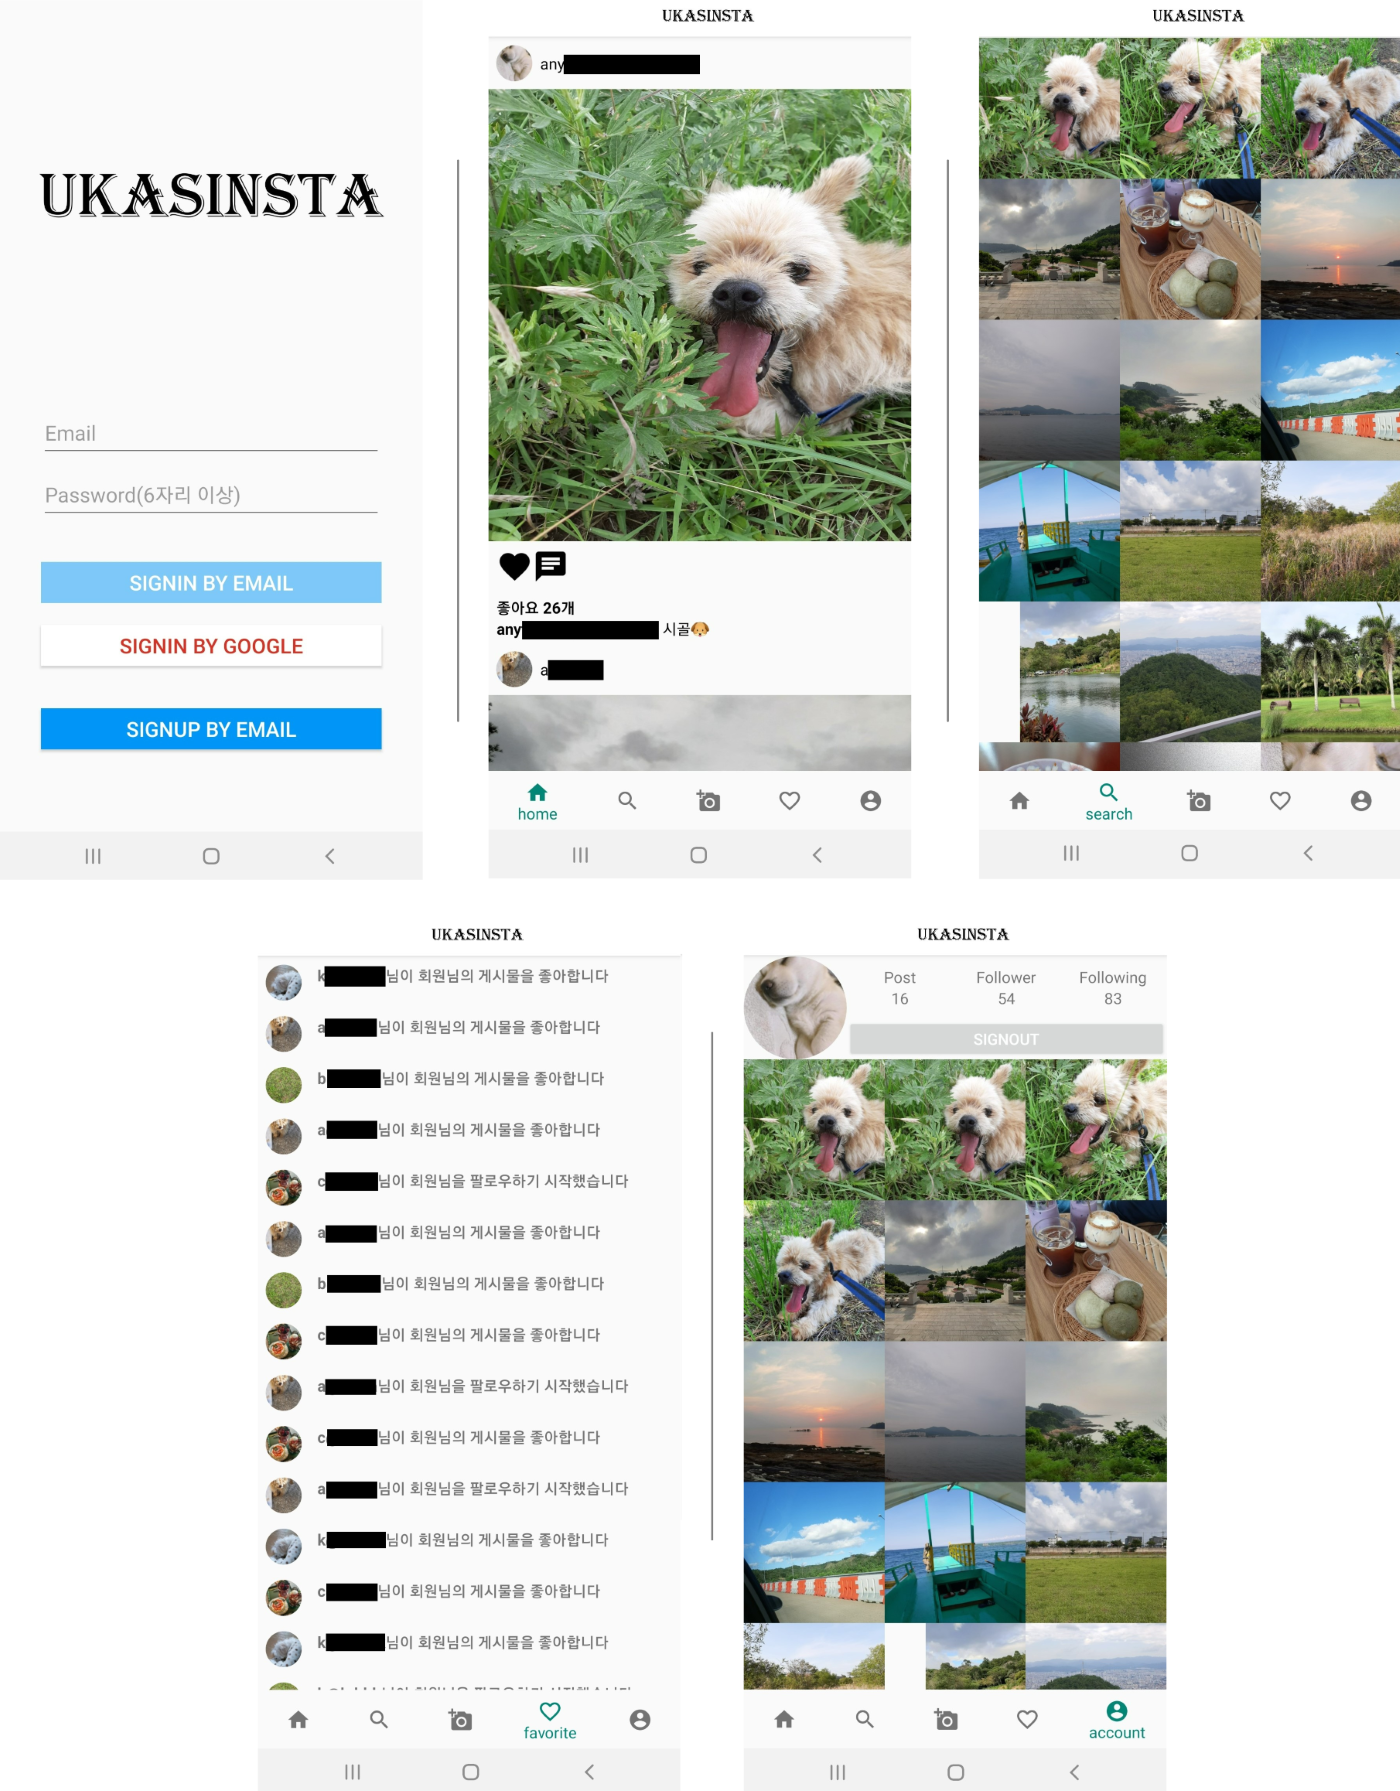 UKASINSTA
Email
Password(6자리 이상)
SIGNIN BY EMAIL
SIGNIN BY GOOGLE
SIGNUP BY EMAIL
UKASINSTA
any
좋아요 26개
any 시골🐶
a
home
UKASINSTA
search
UKASINSTA
k 님이 회원님의 게시물을 좋아합니다
a 님이 회원님의 게시물을 좋아합니다
b 님이 회원님의 게시물을 좋아합니다
a 님이 회원님의 게시물을 좋아합니다
c 님이 회원님을 팔로우하기 시작했습니다
a 님이 회원님의 게시물을 좋아합니다
b 님이 회원님의 게시물을 좋아합니다
c 님이 회원님의 게시물을 좋아합니다
a 님이 회원님을 팔로우하기 시작했습니다
c 님이 회원님의 게시물을 좋아합니다
a 님이 회원님을 팔로우하기 시작했습니다
k 님이 회원님의 게시물을 좋아합니다
c 님이 회원님의 게시물을 좋아합니다
k 님이 회원님의 게시물을 좋아합니다
favorite
UKASINSTA
Post Follower Following
16 54 83
SIGNOUT
account